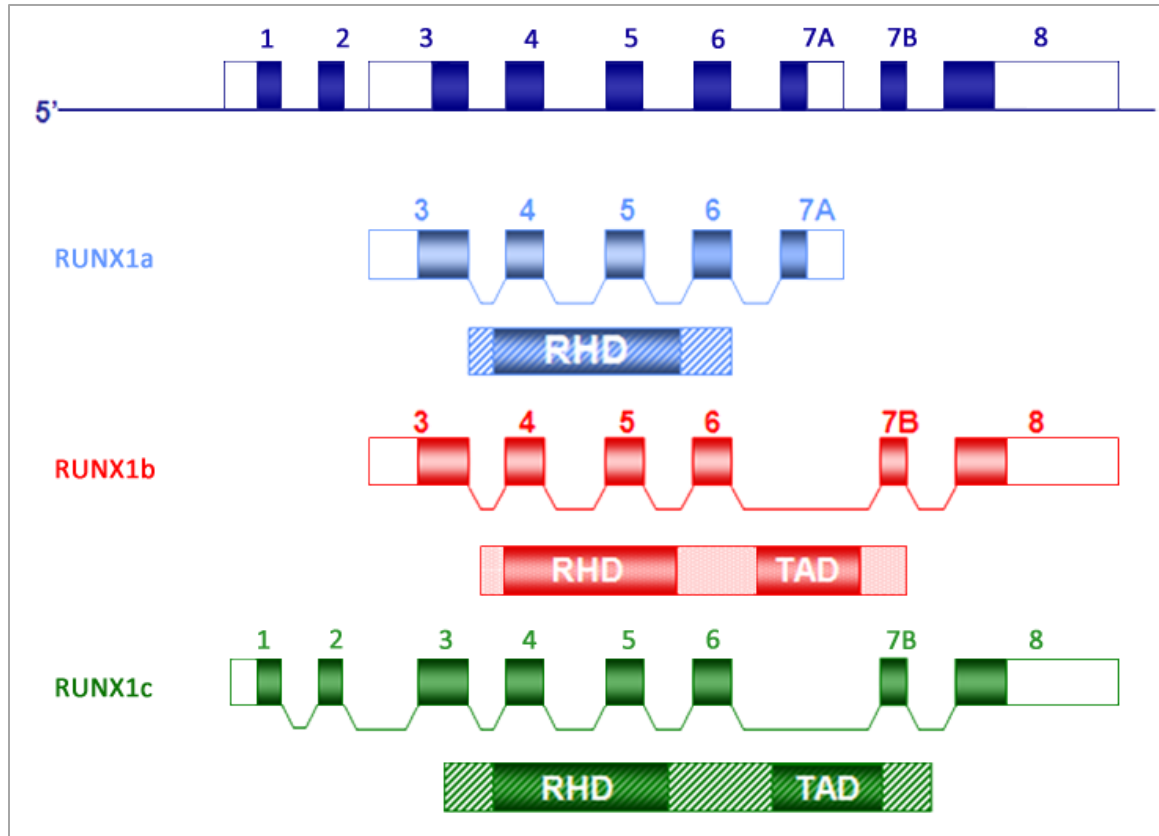 1 2 3 4 5 6 7A 7B 8
5'
3 4 5 6 7A
RUNX1a
RHD
3 4 5 6 7B 8
RUNX1b
RHD TAD
1 2 3 4 5 6 7B 8
RUNX1c
RHD TAD